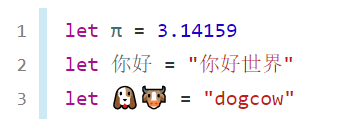 1 let π = 3.14159
2 let 你好 = "你好世界"
3 let 🐶🐮 = "dogcow"